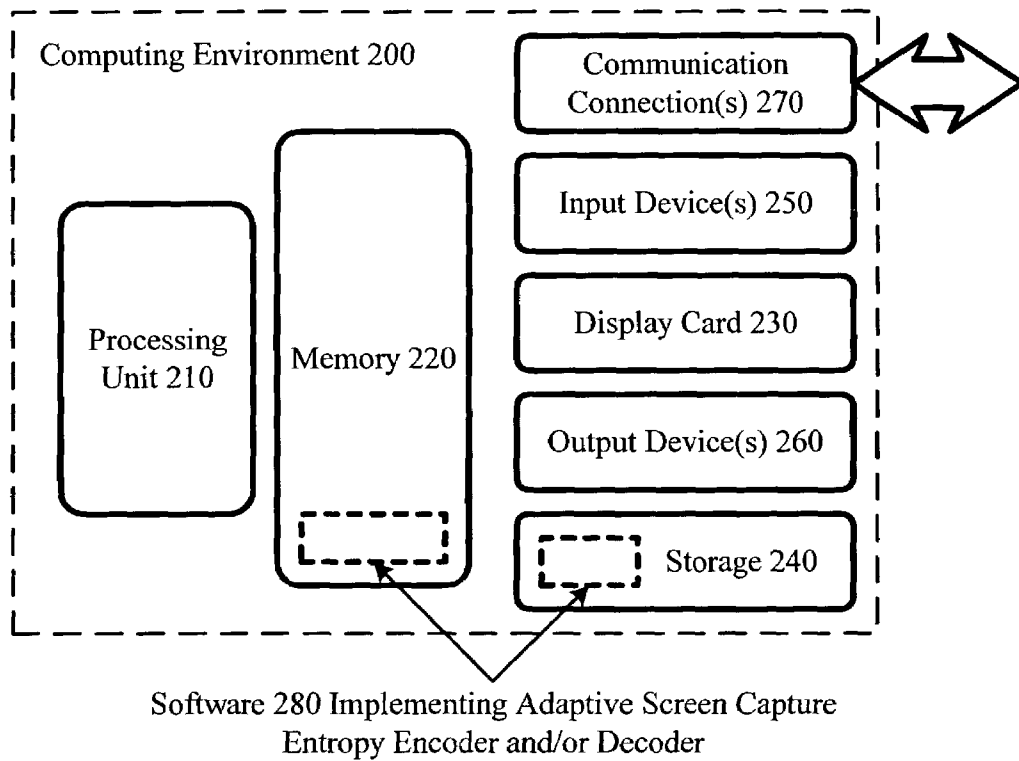 Computing Environment 200
Communication
Connection(s) 270
Input Device(s) 250
Processing
Unit 210
Memory 220
Display Card 230
Output Device(s) 260
Storage 240
Software 280 Implementing Adaptive Screen Capture
Entropy Encoder and/or Decoder